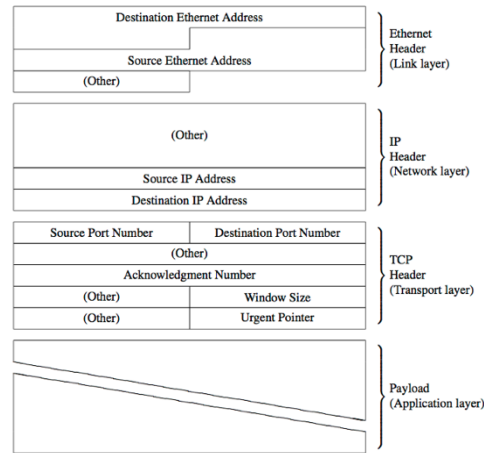 Destination Ethernet Address
Source Ethernet Address
(Other)
Ethernet
Header
(Link layer)
(Other)
Source IP Address
Destination IP Address
IP
Header
(Network layer)
Source Port Number Destination Port Number
(Other)
Acknowledgment Number
(Other) Window Size
(Other) Urgent Pointer
TCP
Header
(Transport layer)
Payload
(Application layer)